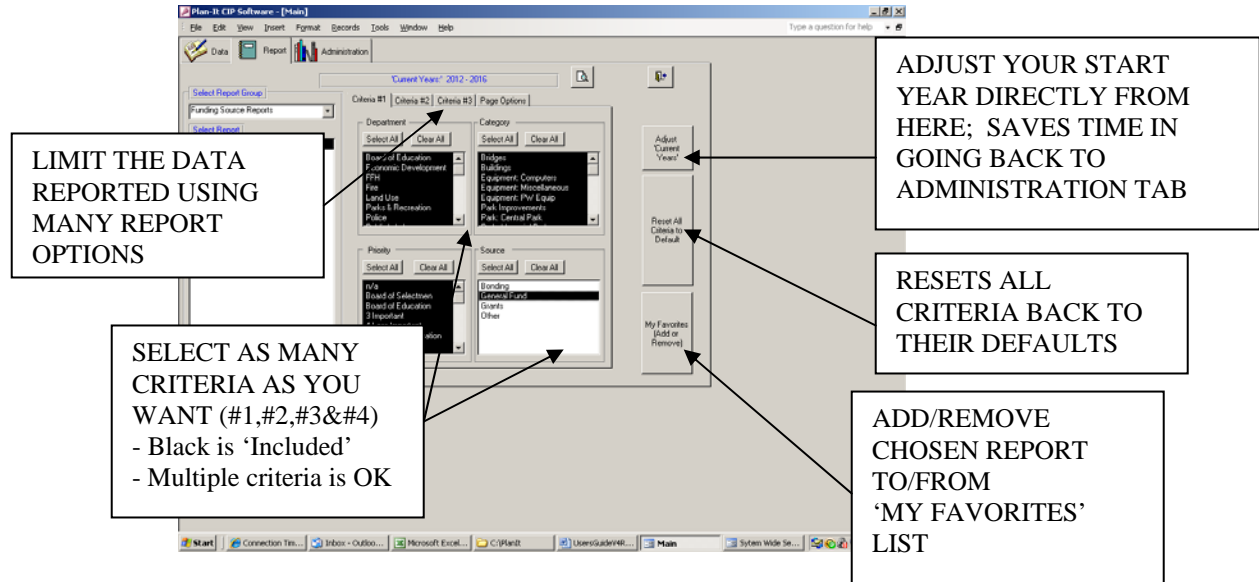 Plan-It CIP Software - [Main]
File Edit View Insert Format Records Tools Window Help
Type a question for help
Data Report Administration
'Current Years:' 2012 - 2016
Select Report Group
Funding Source Reports
Select Report
Criteria #1 Criteria #2 Criteria #3 Page Options
Department
Select All Clear All
Board of Education
Economic Development
FFH
Fire
Land Use
Parks & Recreation
Police
Category
Select All Clear All
Bridges
Buildings
Equipment: Computers
Equipment: Miscellaneous
Equipment: PW Equip
Park Improvements
Park: Central Park
Priority
Select All Clear All
n/a
Board of Selectmen
Board of Education
3 Important
Source
Select All Clear All
Bonding
General Fund
Grants
Other
Adjust
'Current
Years'
Reset All
Criteria to
Default
My Favorites
(Add or
Remove)
LIMIT THE DATA
REPORTED USING
MANY REPORT
OPTIONS
SELECT AS MANY
CRITERIA AS YOU
WANT (#1,#2,#3&#4)
- Black is ‘Included’
- Multiple criteria is OK
ADJUST YOUR START
YEAR DIRECTLY FROM
HERE; SAVES TIME IN
GOING BACK TO
ADMINISTRATION TAB
RESETS ALL
CRITERIA BACK TO
THEIR DEFAULTS
ADD/REMOVE
CHOSEN REPORT
TO/FROM
‘MY FAVORITES’
LIST
Start Connection Tim... Inbox - Outloo... Microsoft Excel... C:\PlanIt UsersGuideV4R... Main Sytem Wide Se...